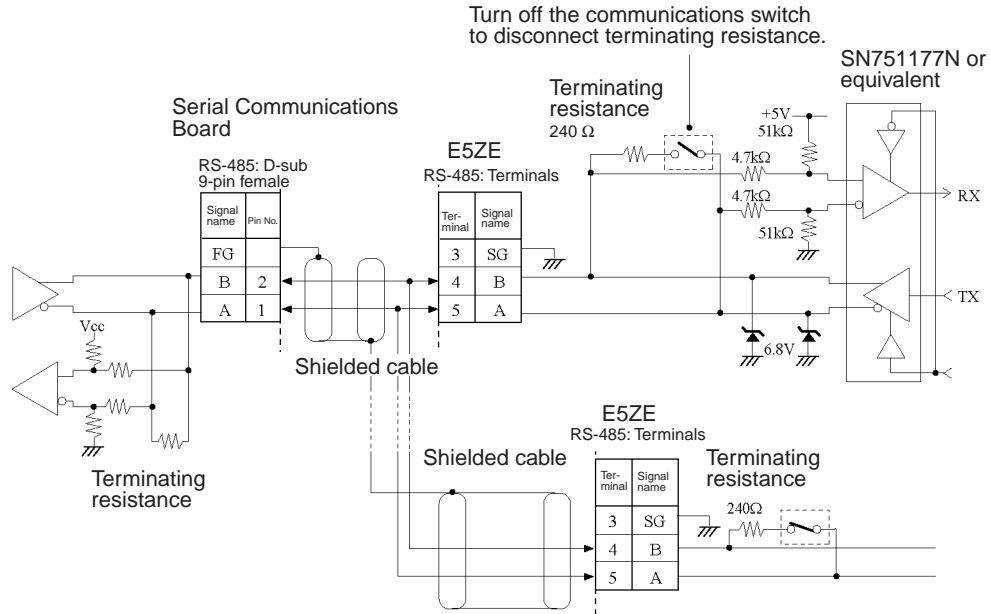 Turn off the communications switch
to disconnect terminating resistance.
SN751177N or
equivalent
Terminating
resistance
240 Ω
+5V
51kΩ
4.7kΩ
4.7kΩ
51kΩ
RX
TX
6.8V
Serial Communications
Board
RS-485: D-sub
9-pin female
Signal
name
Pin No.
FG
B 2
A 1
E5ZE
RS-485: Terminals
Ter-
minal
Signal
name
3 SG
4 B
5 A
Vcc
Shielded cable
Terminating
resistance
Shielded cable
E5ZE
RS-485: Terminals
Ter-
minal
Signal
name
3 SG
4 B
5 A
Terminating
resistance
240Ω